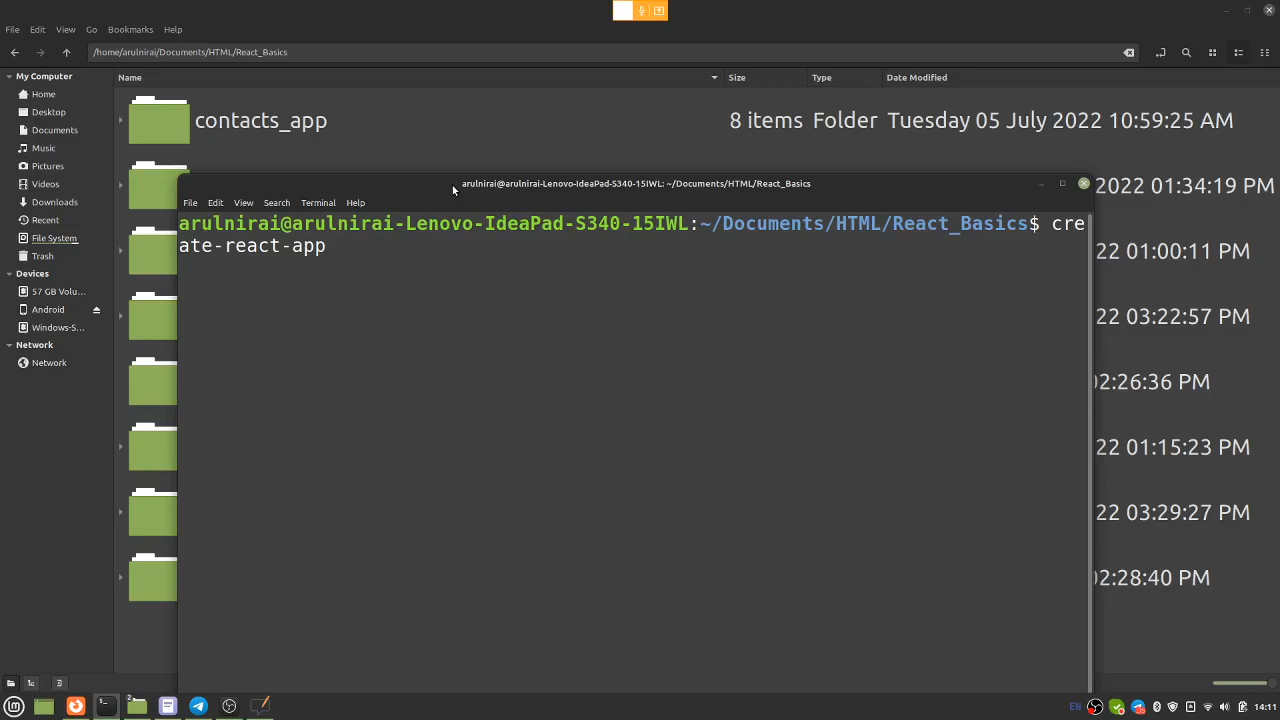 File Edit View Go Bookmarks Help
/home/arulnirai/Documents/HTML/React_Basics
My Computer
Home
Desktop
Documents
Music
Pictures
Videos
Downloads
Recent
File System
Trash
Devices
57 GB Volu...
Android
Windows-S...
Network
Network
Name Size Type Date Modified
contacts_app 8 items Folder Tuesday 05 July 2022 10:59:25 AM
22 01:34:19 PM
22 01:00:11 PM
22 03:22:57 PM
02:26:36 PM
22 01:15:23 PM
22 03:29:27 PM
02:28:40 PM
arulnirai@arulnirai-Lenovo-IdeaPad-S340-15IWL: ~/Documents/HTML/React_Basics
File Edit View Search Terminal Help
arulnirai@arulnirai-Lenovo-IdeaPad-S340-15IWL:~/Documents/HTML/React_Basics$ cre
ate-react-app
2
EN 14:11